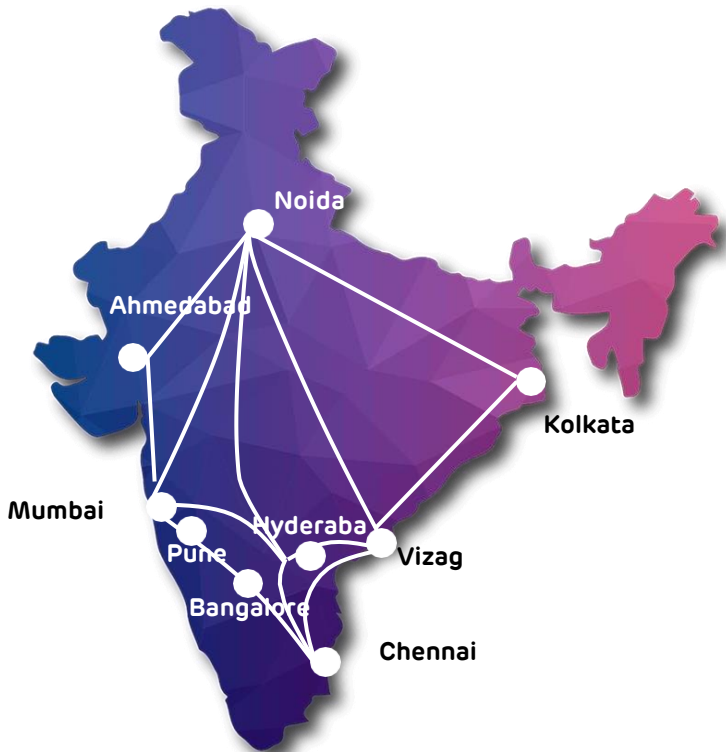 Noida
Ahmedabad
Kolkata
Mumbai
Hyderaba
Pune
Vizag
Bangalore
Chennai